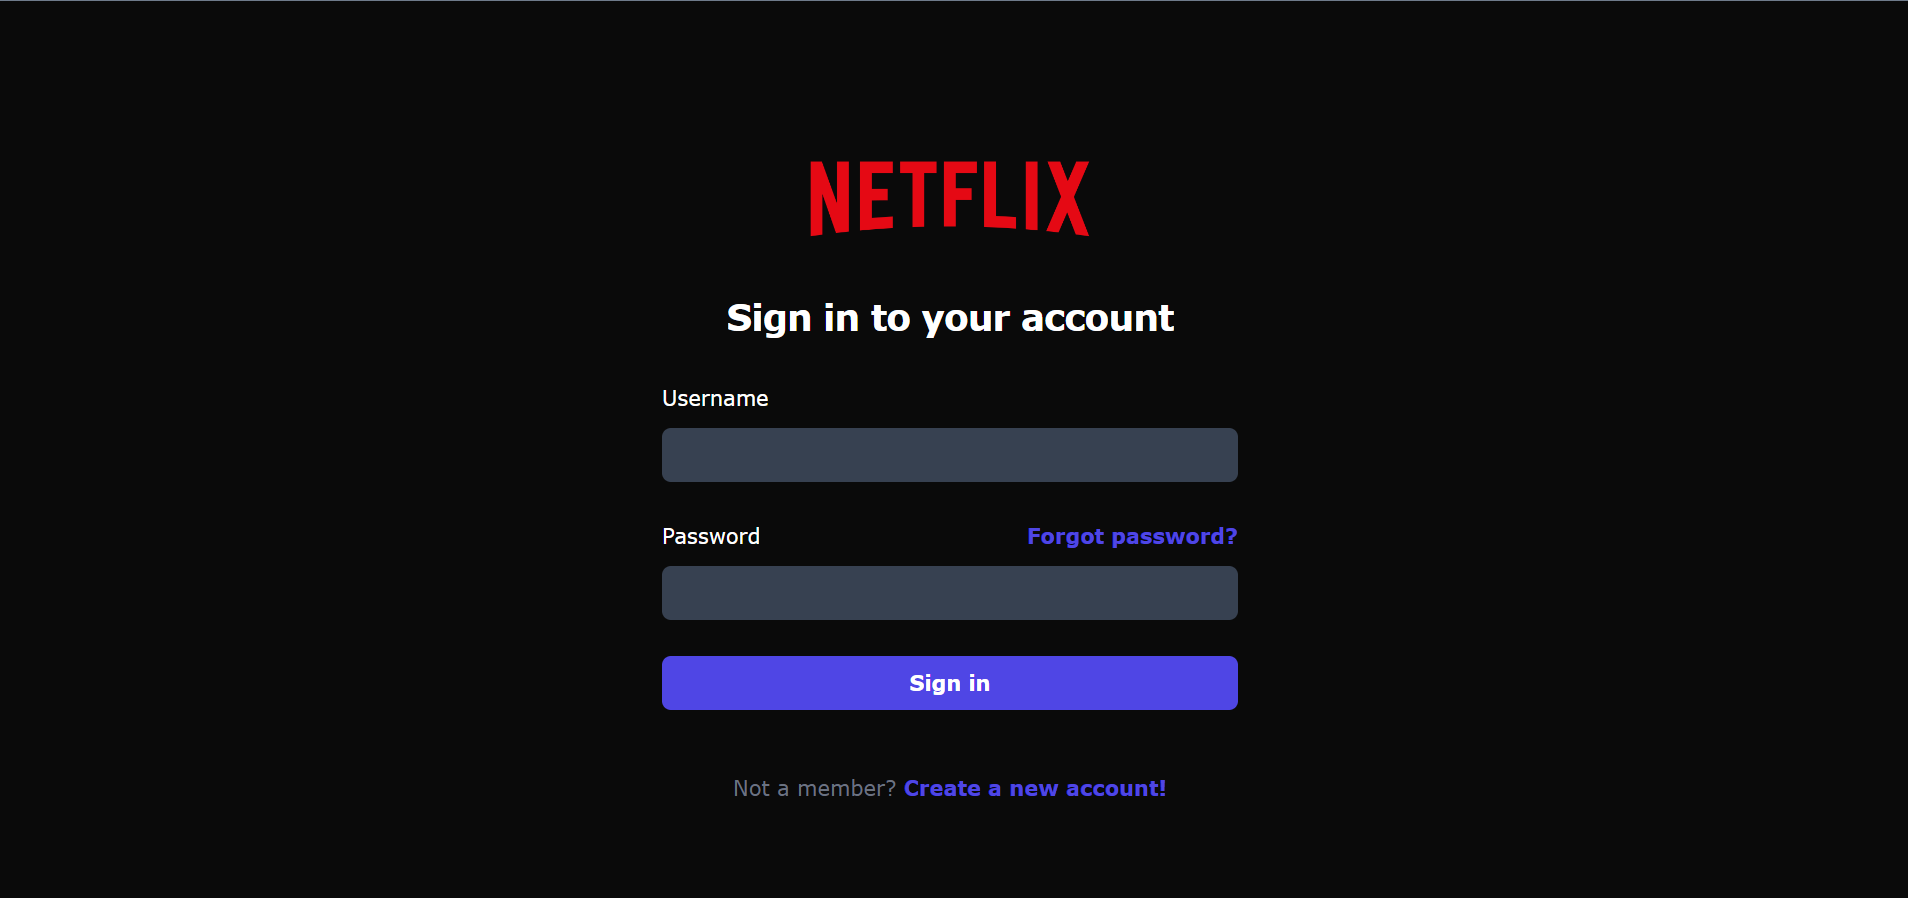 NETFLIX
Sign in to your account
Username
Password Forgot password?
Sign in
Not a member? Create a new account!